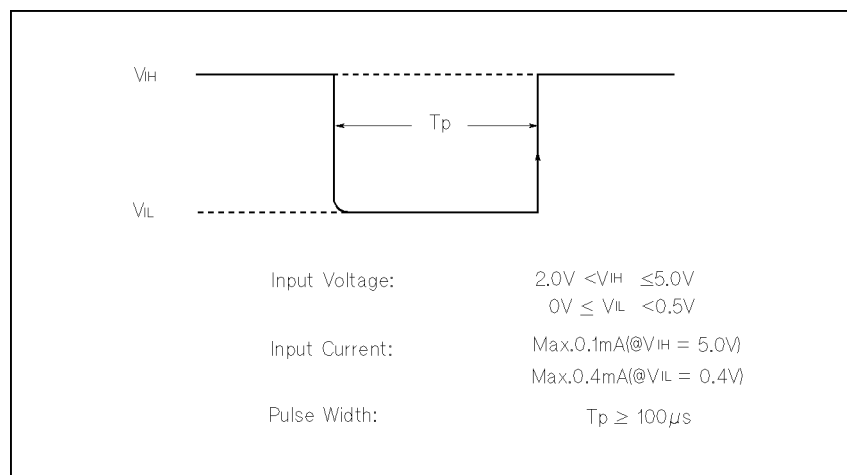 VIH
Tp
VIL
Input Voltage: 2.0V <VIH ≤5.0V
0V ≤ VIL <0.5V
Input Current: Max.0.1mA(@VIH = 5.0V)
Max.0.4mA(@VIL = 0.4V)
Pulse Width: Tp ≥ 100μs